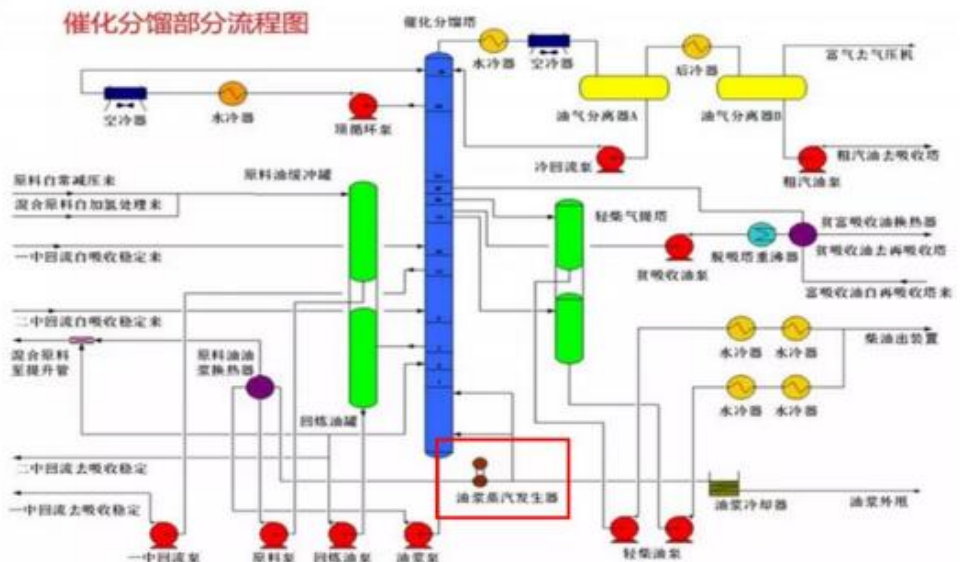 催化分馏部分流程图
催化分馏塔
水冷器
空冷器
后冷器
富气去气压机
空冷器
水冷器
顶循环泵
油气分离器A
油气分离器B
冷回流泵
粗汽油泵
粗汽油去吸收塔
原料自常减压来
原料油缓冲罐
混合原料自加氢处理来
轻柴气提塔
贫富吸收油换热器
一中回流自吸收稳定来
贫吸收油泵
脱吸塔重沸器
贫吸收油去再吸收塔
富吸收油自再吸收塔来
二中回流自吸收稳定来
混合原料
至提升管
原料油油
浆换热器
水冷器
水冷器
柴油出装置
回炼油罐
水冷器
水冷器
二中回流去吸收稳定
油浆蒸汽发生器
油浆冷却器
油浆外甩
一中回流去吸收稳定
一中回流泵
原料泵
回炼油泵
油浆泵
轻柴油泵